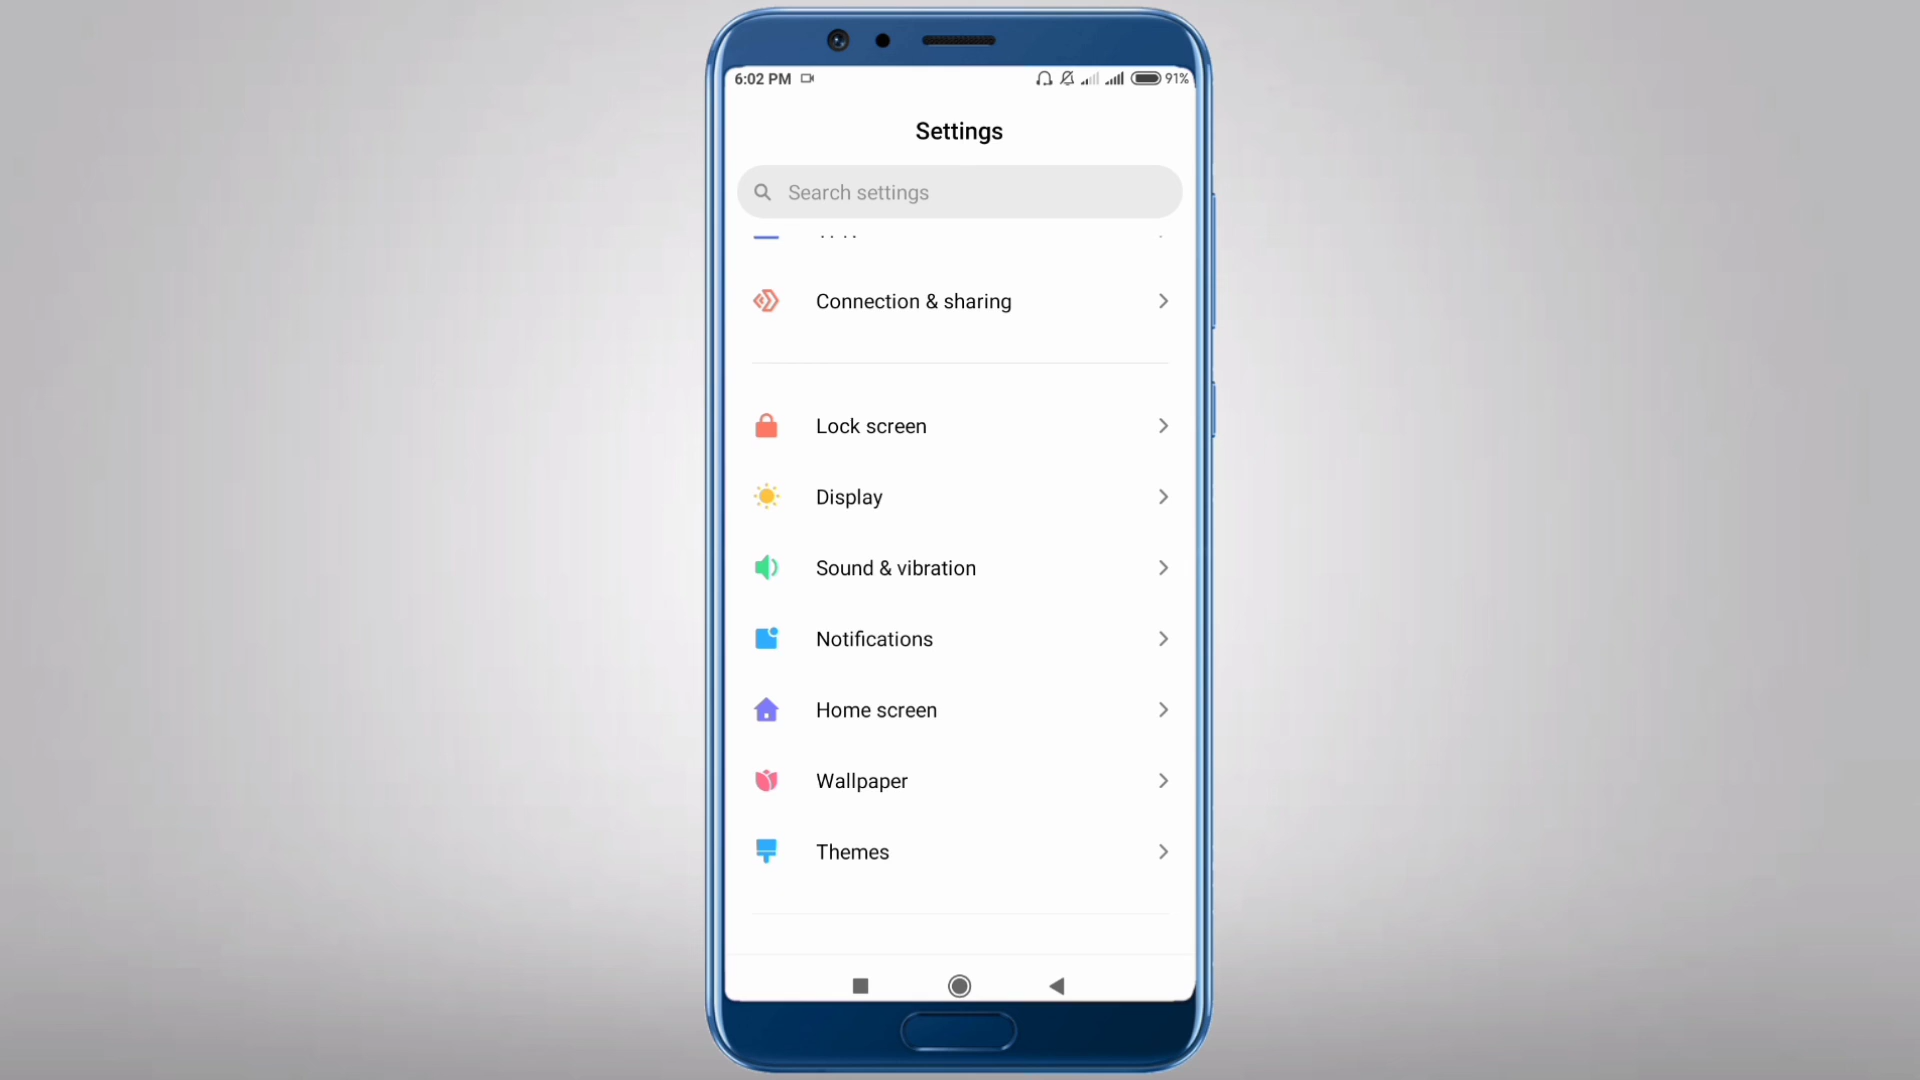 6:02 PM
91%
Settings
Search settings
Connection & sharing
Lock screen
Display
Sound & vibration
Notifications
Home screen
Wallpaper
Themes